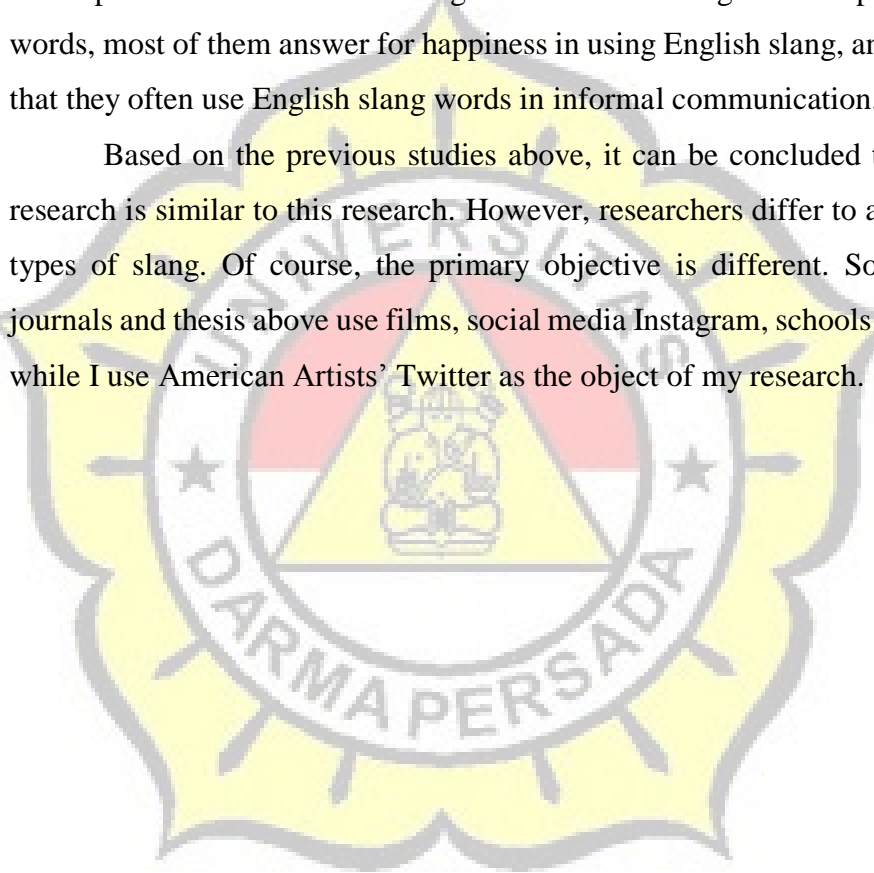 words, most of them answer for happiness in using English slang, an
that they often use English slang words in informal communication.
Based on the previous studies above, it can be concluded t
research is similar to this research. However, researchers differ to a
types of slang. Of course, the primary objective is different. So
journals and thesis above use films, social media Instagram, schools
while I use American Artists’ Twitter as the object of my research.
UNIVERSITAS
DARMA PERSADA